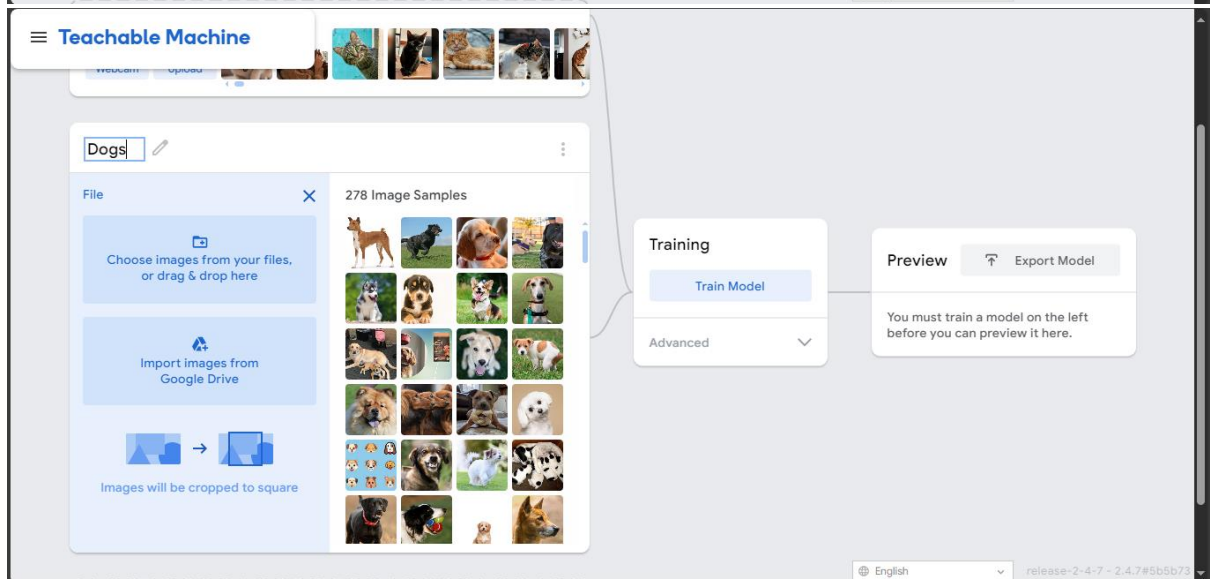 Teachable Machine
Webcam Upload
Dogs
File
278 Image Samples
Choose images from your files,
or drag & drop here
Import images from
Google Drive
Images will be cropped to square
Training
Train Model
Advanced
Preview
Export Model
You must train a model on the left
before you can preview it here.
English
release-2-4-7 - 2.4.7#5b5b73